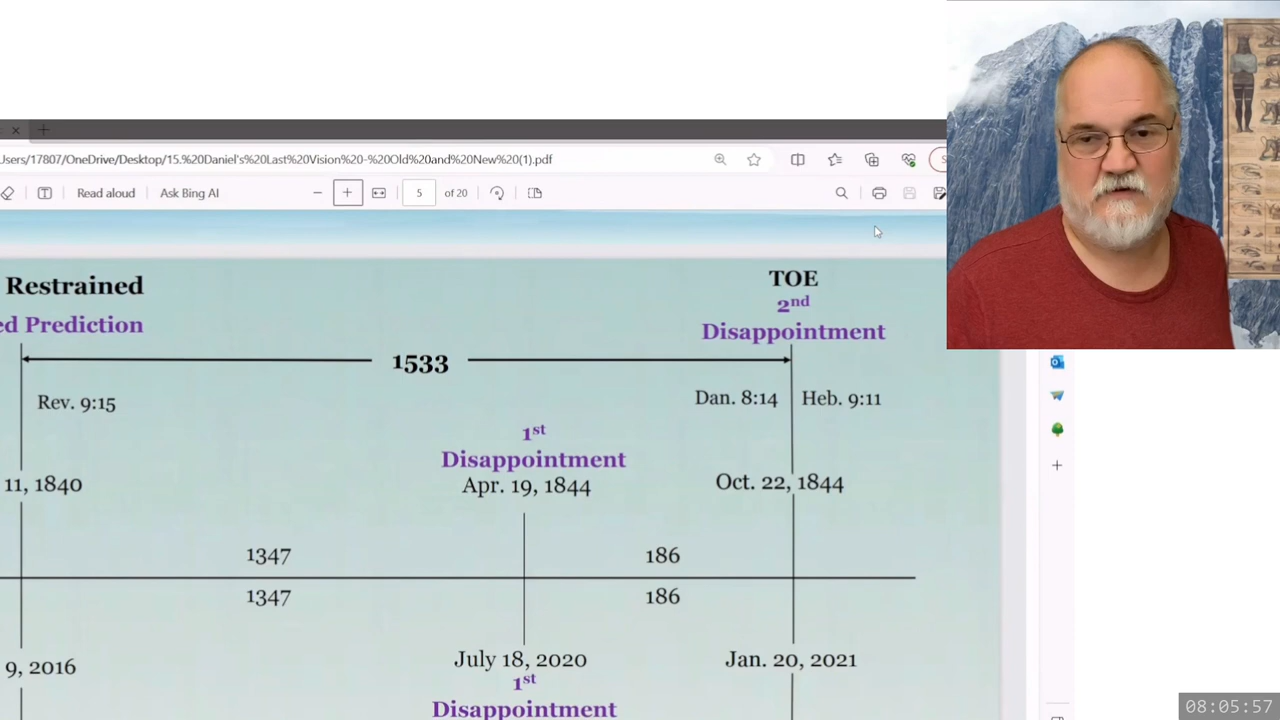 Users/17807/OneDrive/Desktop/15.%20Daniel's%20Last%20Vision%20-%20Old%20and%20New%20(1).pdf
Read aloud
Ask Bing AI
5
of 20
Restrained
ed Prediction
TOE
2nd
Disappointment
1533
Rev. 9:15
Dan. 8:14
Heb. 9:11
1st
Disappointment
11, 1840
Apr. 19, 1844
Oct. 22, 1844
1347
186
1347
186
9, 2016
July 18, 2020
Jan. 20, 2021
1st
Disappointment
08:05:57